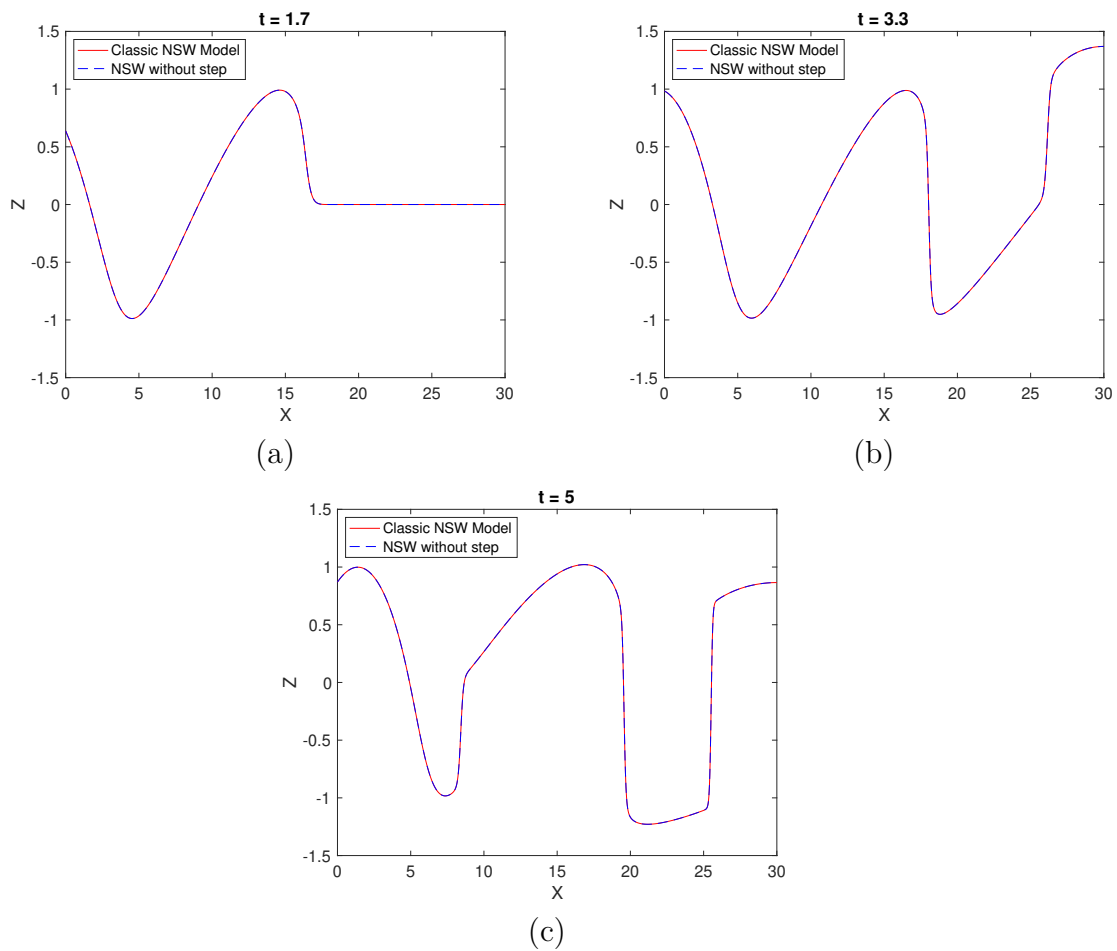 t = 1.7
Classic NSW Model
NSW without step
1.5
1
0.5
0
-0.5
-1
-1.5
Z
0 5 10 15 20 25 30
X
(a)
t = 3.3
Classic NSW Model
NSW without step
1.5
1
0.5
0
-0.5
-1
-1.5
Z
0 5 10 15 20 25 30
X
(b)
t = 5
Classic NSW Model
NSW without step
1.5
1
0.5
0
-0.5
-1
-1.5
Z
0 5 10 15 20 25 30
X
(c)